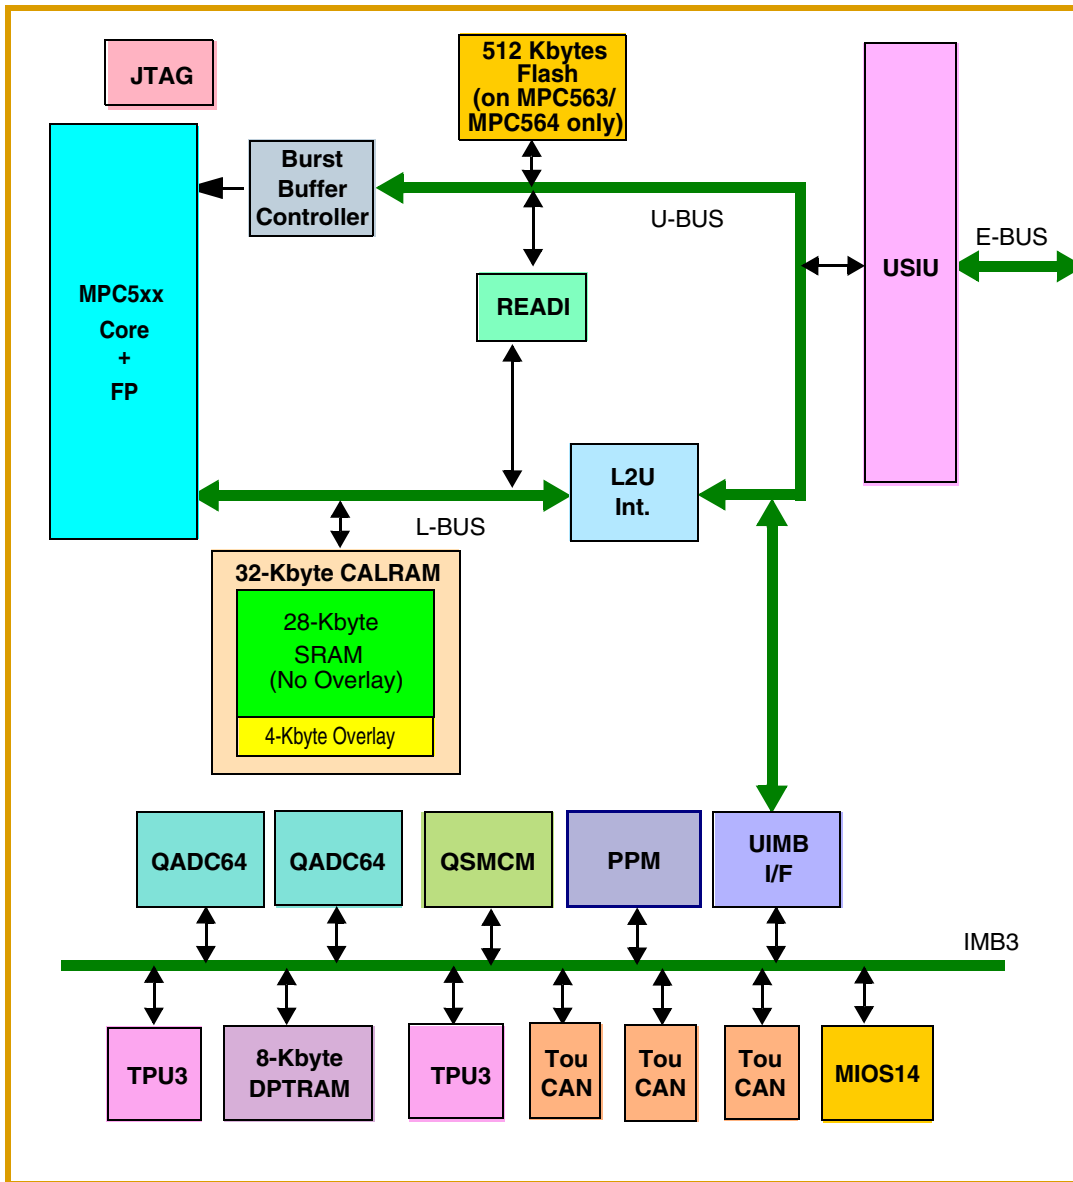 JTAG
512 Kbytes
Flash
(on MPC563/
MPC564 only)
Burst
Buffer
Controller
U-BUS
E-BUS
USIU
MPC5xx
Core
+
FP
READI
L2U
Int.
L-BUS
32-Kbyte CALRAM
28-Kbyte
SRAM
(No Overlay)
4-Kbyte Overlay
QADC64
QADC64
QSMCM
PPM
UIMB
I/F
IMB3
TPU3
8-Kbyte
DPTRAM
TPU3
Tou
CAN
Tou
CAN
Tou
CAN
MIOS14